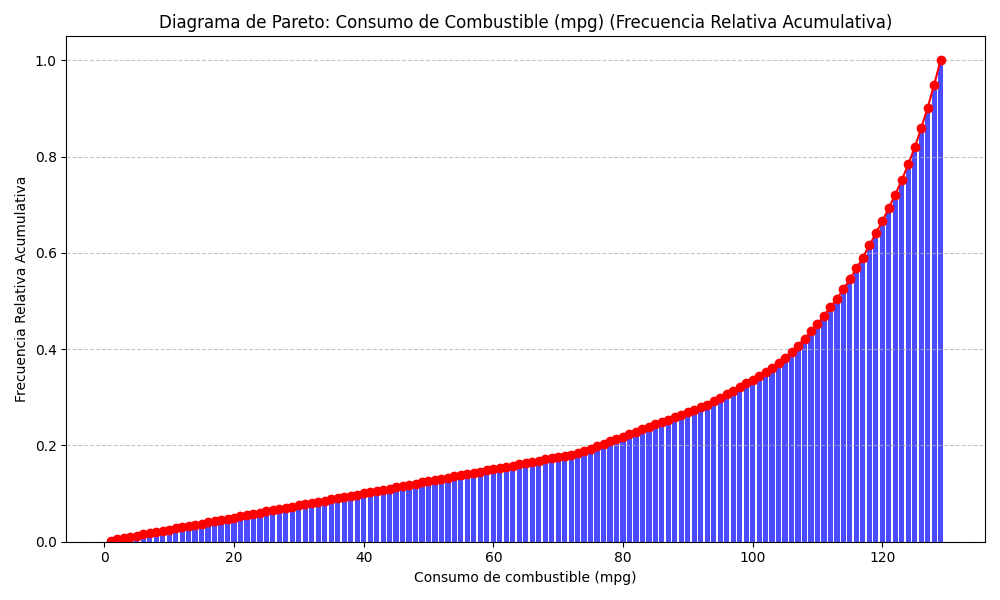 Diagrama de Pareto: Consumo de Combustible (mpg) (Frecuencia Relativa Acumulativa)
Frecuencia Relativa Acumulativa
1.0
0.8
0.6
0.4
0.2
0.0
0 20 40 60 80 100 120
Consumo de combustible (mpg)